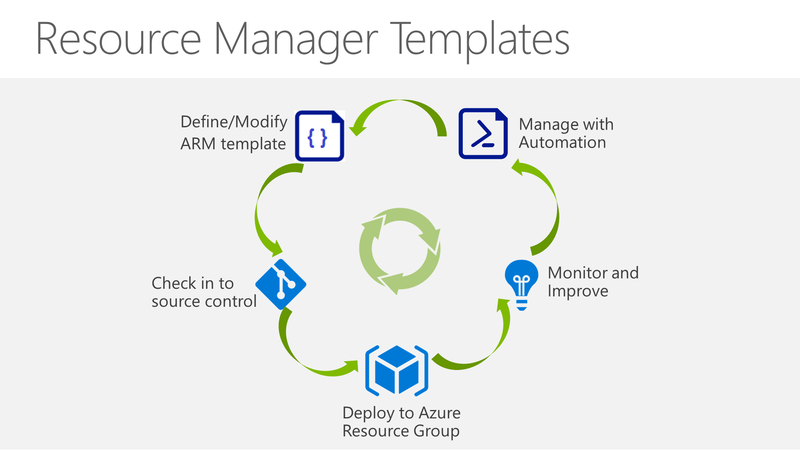 Resource Manager Templates
Define/Modify
ARM template
{ }
Manage with
Automation
Check in to
source control
Monitor and
Improve
Deploy to Azure
Resource Group